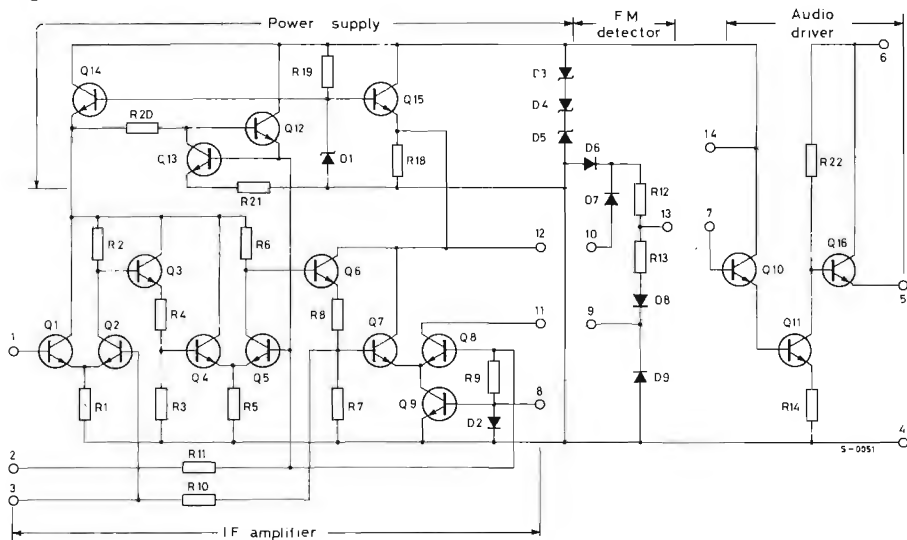 Power supply
FM
detector
Audio
driver
Q14
R19
Q15
D3
6
R20
Q12
D4
14
Q13
D1
R18
D5
D6
R22
R21
D7
R12
7
13
R2
Q3
R6
Q6
12
10
R13
Q10
Q16
R4
R8
11
9
D8
5
Q1
Q2
Q7
Q8
Q11
1
Q4
Q5
R9
D9
R1
R3
R5
R7
Q9
8
D2
R14
4
S-0051
2
R11
3
R10
IF amplifier